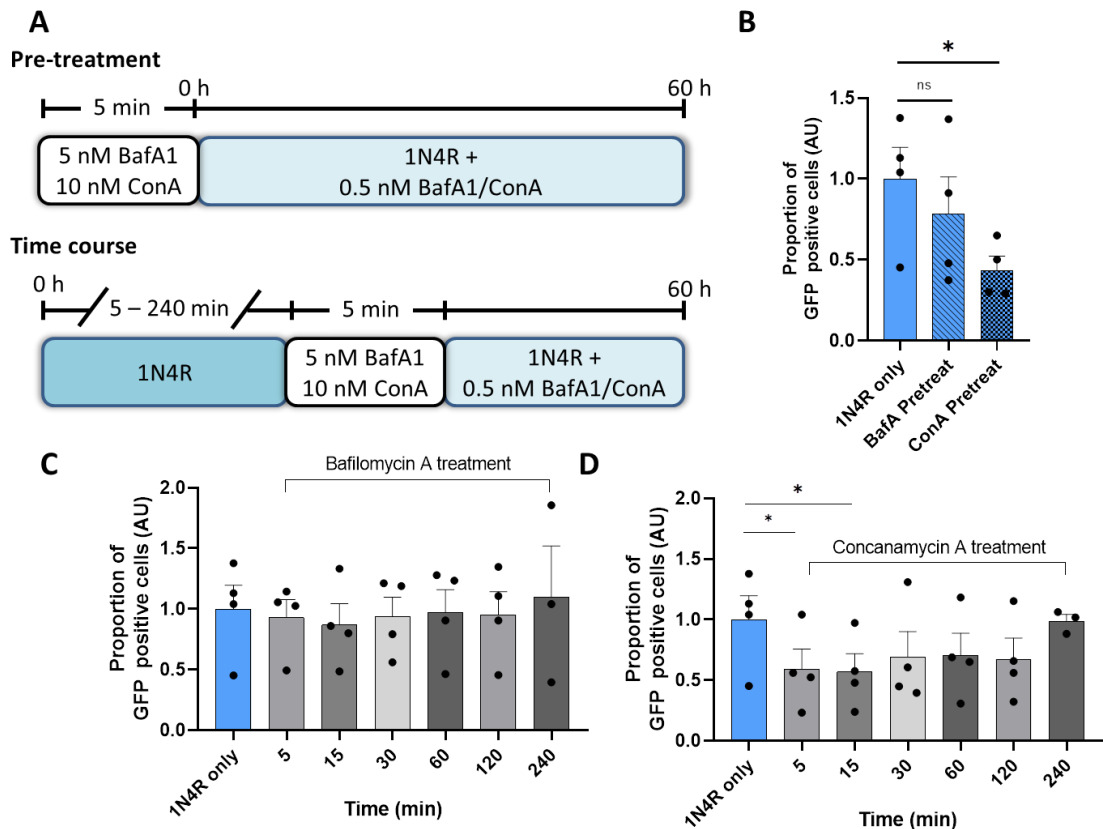 A
Pre-treatment
0 h
60 h
5 min
5 nM BafA1
10 nM ConA
1N4R +
0.5 nM BafA1/ConA
Time course
0 h
60 h
5 – 240 min
5 min
1N4R
5 nM BafA1
10 nM ConA
1N4R +
0.5 nM BafA1/ConA
B
*
ns
Proportion of
GFP positive cells (AU)
1.5
1.0
0.5
0.0
1N4R only
BafA Pretreat
ConA Pretreat
C
Bafilomycin A treatment
Proportion of
GFP positive cells (AU)
2.0
1.5
1.0
0.5
0.0
1N4R only
5
15
30
60
120
240
Time (min)
D
*
*
Concanamycin A treatment
Proportion of
GFP positive cells (AU)
2.0
1.5
1.0
0.5
0.0
1N4R only
5
15
30
60
120
240
Time (min)